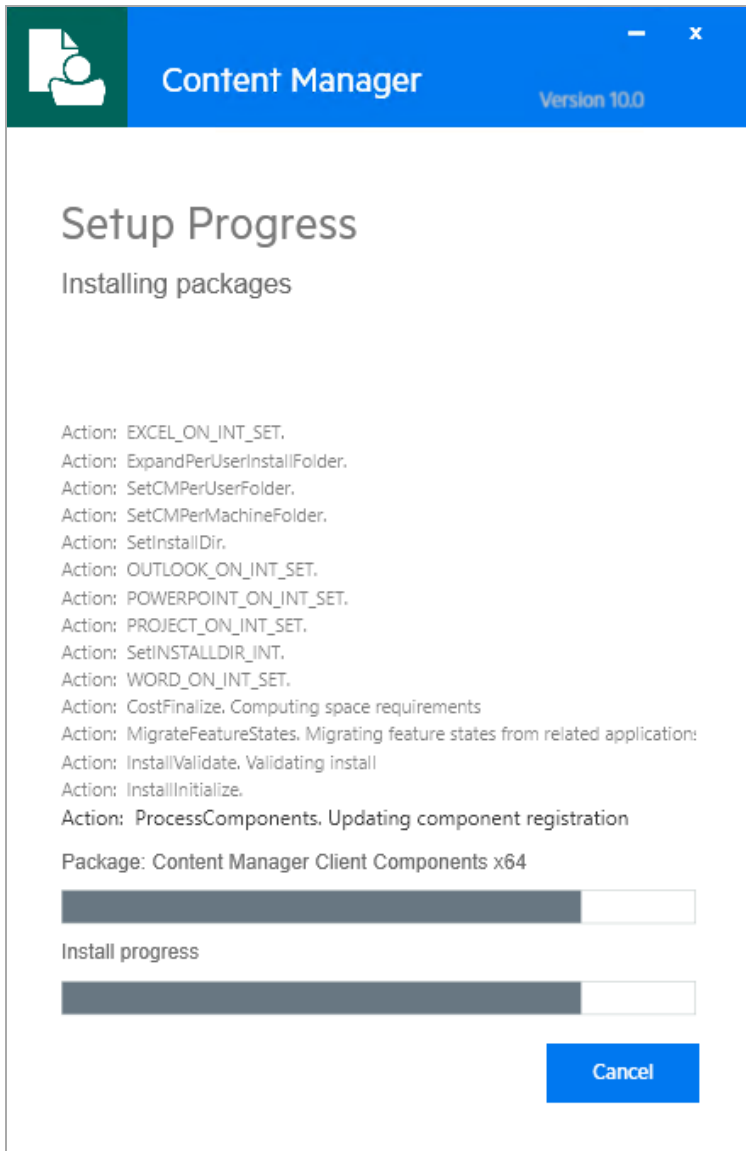 Content Manager
Version 10.0
Setup Progress
Installing packages
Action: EXCEL_ON_INT_SET.
Action: ExpandPerUserInstallFolder.
Action: SetCMPerUserFolder.
Action: SetCMPerMachineFolder.
Action: SetInstallDir.
Action: OUTLOOK_ON_INT_SET.
Action: POWERPOINT_ON_INT_SET.
Action: PROJECT_ON_INT_SET.
Action: SetINSTALLDIR_INT.
Action: WORD_ON_INT_SET.
Action: CostFinalize. Computing space requirements
Action: MigrateFeatureStates. Migrating feature states from related applications
Action: InstallValidate. Validating install
Action: InstallInitialize.
Action: ProcessComponents. Updating component registration
Package: Content Manager Client Components x64
Install progress
Cancel